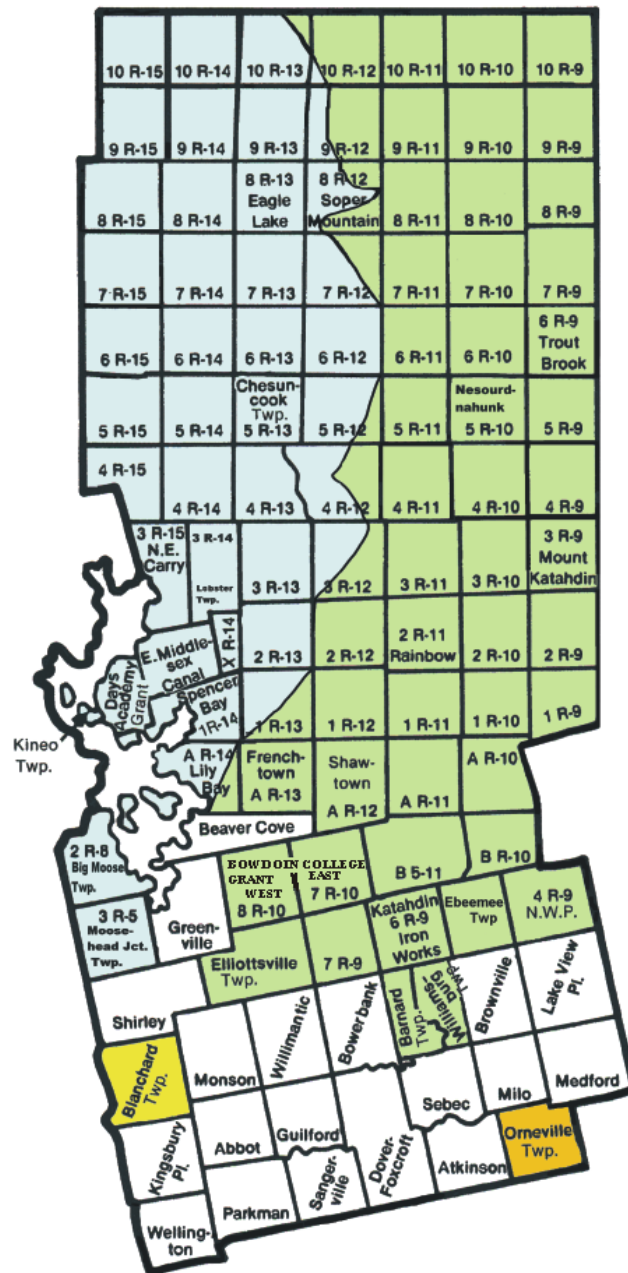 10 R-15 10 R-14 10 R-13 10 R-12 10 R-11 10 R-10 10 R-9
9 R-15 9 R-14 9 R-13 9 R-12 9 R-11 9 R-10 9 R-9
8 R-13 8 R-12
Eagle Soper
8 R-15 8 R-14 Lake Mountain 8 R-11 8 R-10 8 R-9
7 R-15 7 R-14 7 R-13 7 R-12 7 R-11 7 R-10 7 R-9
6 R-9
Trout
6 R-15 6 R-14 6 R-13 6 R-12 6 R-11 6 R-10 Brook
Chesun-
cook
Twp.
Nesourd-
nahunk
5 R-15 5 R-14 5 R-13 5 R-12 5 R-11 5 R-10 5 R-9
4 R-15
4 R-14 4 R-13 4 R-12 4 R-11 4 R-10 4 R-9
3 R-15
N.E.
Carry
3 R-14
Lobster
Twp.
3 R-9
Mount
Katahdin
3 R-13 3 R-12 3 R-11 3 R-10
E. Middle-
sex
Canal
X R-14
2 R-13 2 R-12
2 R-11
Rainbow
2 R-10 2 R-9
Days
Academy
Grant
Spencer
Bay
1 R-14
1 R-13 1 R-12 1 R-11 1 R-10 1 R-9
Kineo
Twp.
A R-14
Lily
Bay
French-
town
A R-13
Shaw-
town
A R-12
A R-11
A R-10
Beaver Cove
2 R-8
Big Moose
Twp.
BOWDOIN COLLEGE
GRANT EAST
WEST 7 R-10
8 R-10
B 5-11
B R-10
3 R-5
Moose-
head Jct.
Twp.
Green-
ville
Katahdin
6 R-9
Iron
Works
Ebeemee
Twp
4 R-9
N.W.P.
Elliottsville
Twp.
7 R-9
Shirley
Willimantic
Bowerbank
Barnard
Twp.
Williams-
burg
Twp.
Brownville
Lake View
Pl.
Blanchard
Twp.
Monson
Sebec
Milo
Medford
Kingsbury
Pl.
Abbot
Guilford
Dover-
Foxcroft
Atkinson
Orneville
Twp.
Welling-
ton
Parkman
Sanger-
ville